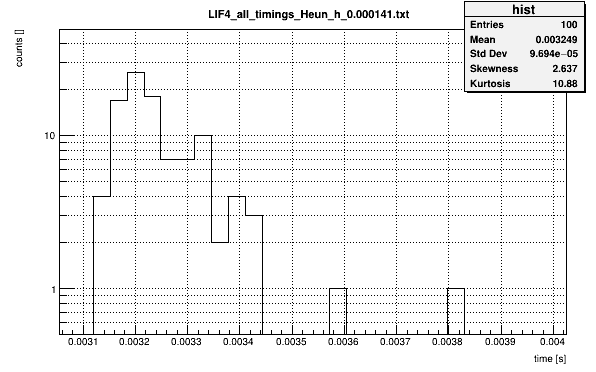 LIF4_all_timings_Heun_h_0.000141.txt
hist
Entries 100
Mean 0.003249
Std Dev 9.694e−05
Skewness 2.637
Kurtosis 10.88
counts []
10
1
0.0031 0.0032 0.0033 0.0034 0.0035 0.0036 0.0037 0.0038 0.0039 0.004
time [s]